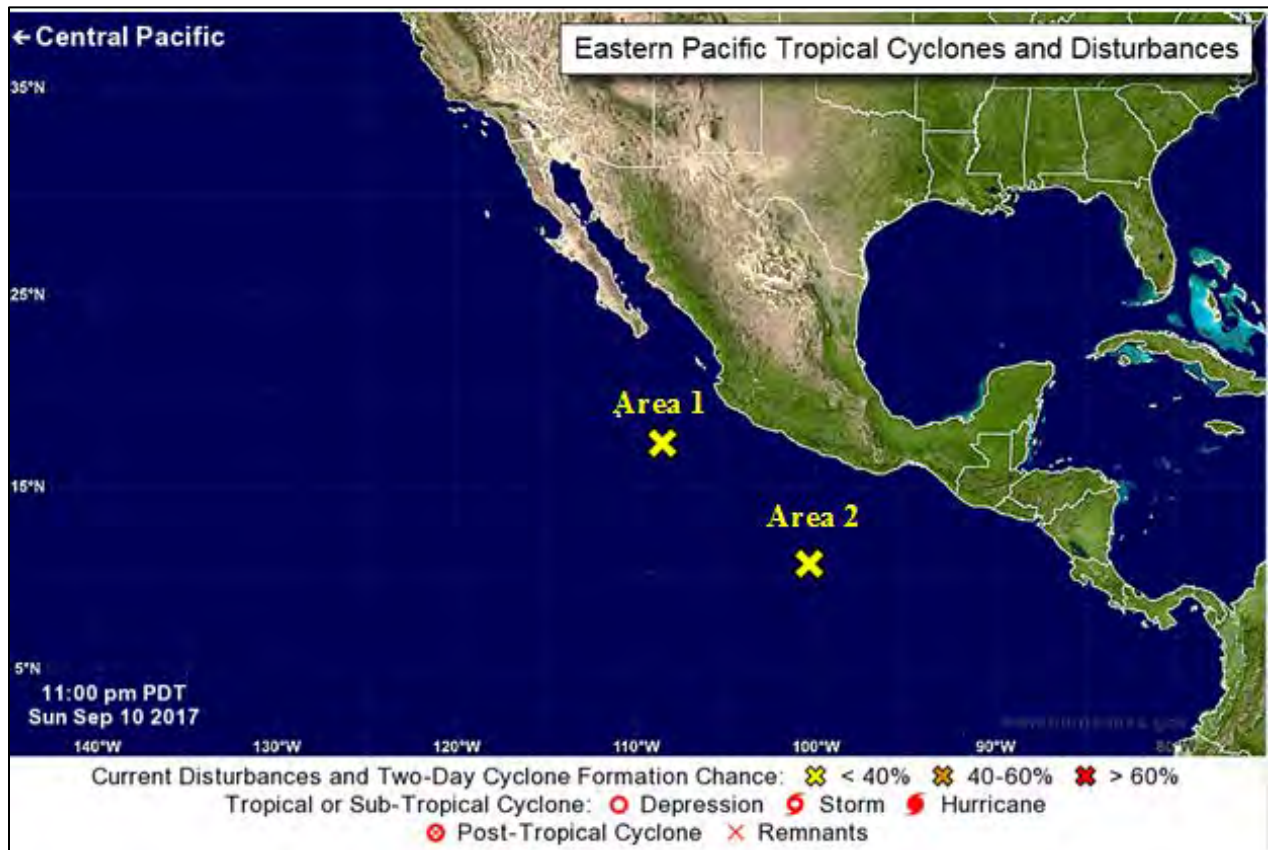 ← Central Pacific
Eastern Pacific Tropical Cyclones and Disturbances
35°N
25°N
Area 1
15°N
Area 2
5°N
11:00 pm PDT
Sun Sep 10 2017
140°W 130°W 120°W 110°W 100°W 90°W
Current Disturbances and Two-Day Cyclone Formation Chance: < 40% 40-60% > 60%
Tropical or Sub-Tropical Cyclone: Depression Storm Hurricane
Post-Tropical Cyclone Remnants